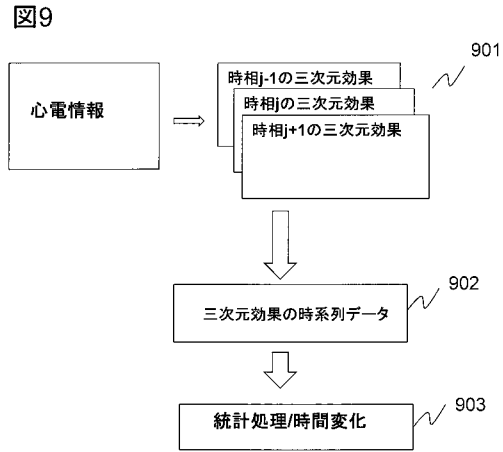 図9
901
心電情報
時相j-1の三次元効果
時相jの三次元効果
時相j+1の三次元効果
902
三次元効果の時系列データ
903
統計処理/時間変化